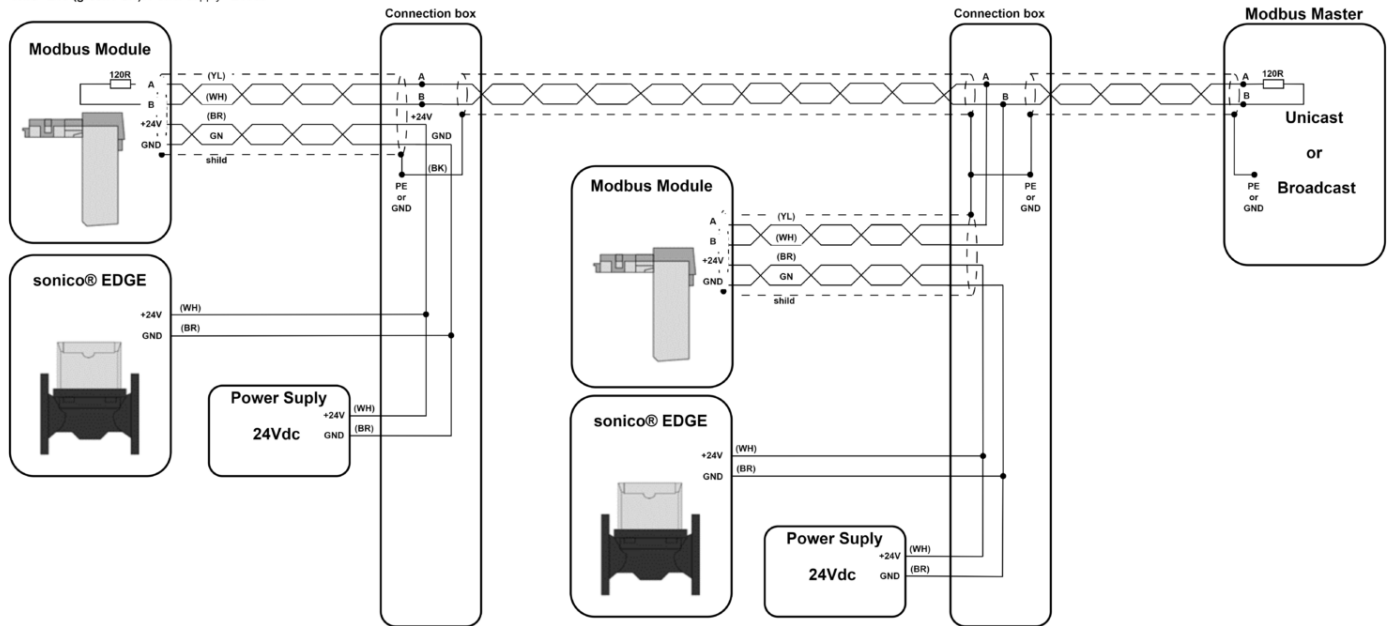 Connection box
Connection box
Modbus Master
Modbus Module
120R
A
(YL)
B
(WH)
+24V
(BR)
GND
GN
shild
A
B
+24V
GND
(BK)
PE
or
GND
A
B
PE
or
GND
A
120R
B
Unicast
or
Broadcast
PE
or
GND
Modbus Module
A
(YL)
B
(WH)
+24V
(BR)
GND
GN
shild
sonico® EDGE
+24V
(WH)
GND
(BR)
Power Suply
+24V
(WH)
24Vdc
GND
(BR)
sonico® EDGE
+24V
(WH)
GND
(BR)
Power Suply
+24V
(WH)
24Vdc
GND
(BR)